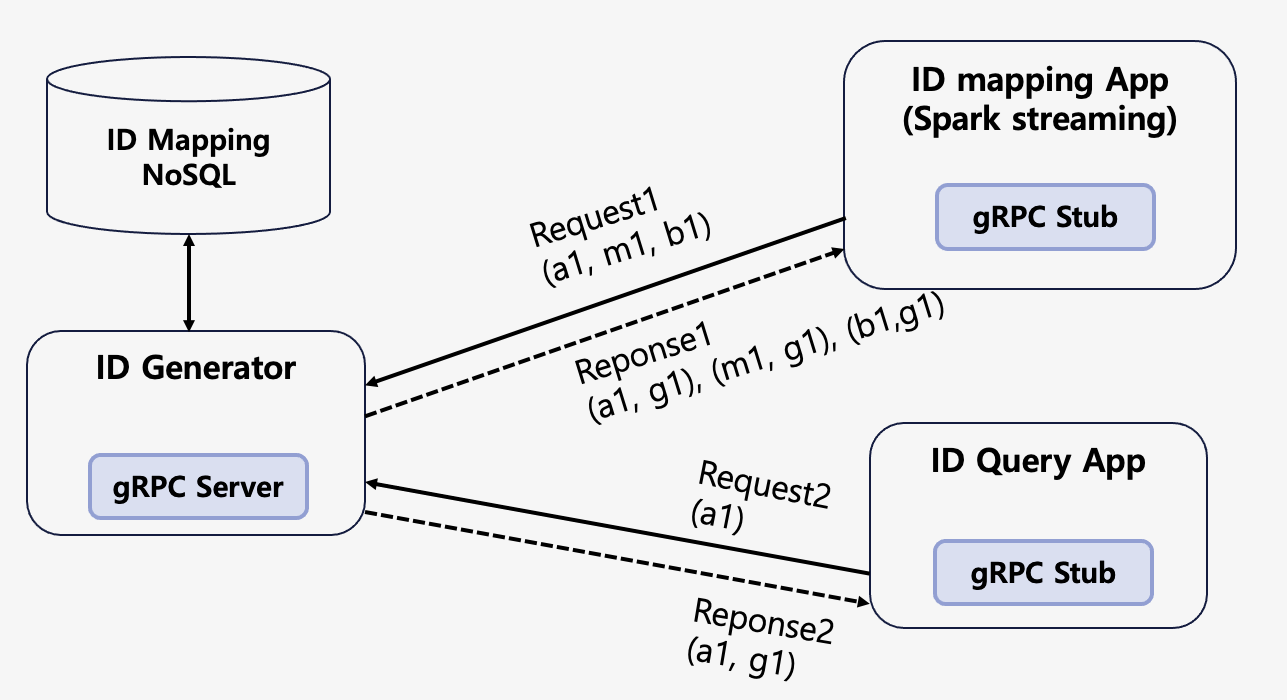 ID Mapping
NoSQL
ID Generator
gRPC Server
Request1
(a1, m1, b1)
Reponse1
(a1, g1), (m1, g1), (b1,g1)
ID mapping App
(Spark streaming)
gRPC Stub
Request2
(a1)
Reponse2
(a1, g1)
ID Query App
gRPC Stub